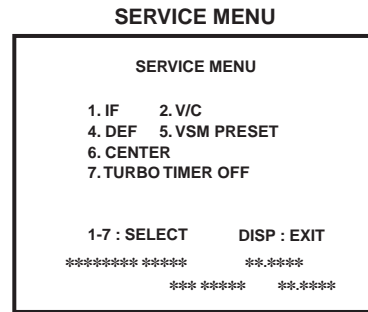 SERVICE MENU
SERVICE MENU
1. IF 2. V/C
4. DEF 5. VSM PRESET
6. CENTER
7. TURBO TIMER OFF
1-7 : SELECT DISP : EXIT
******** ***** **.****
*** ***** **.****